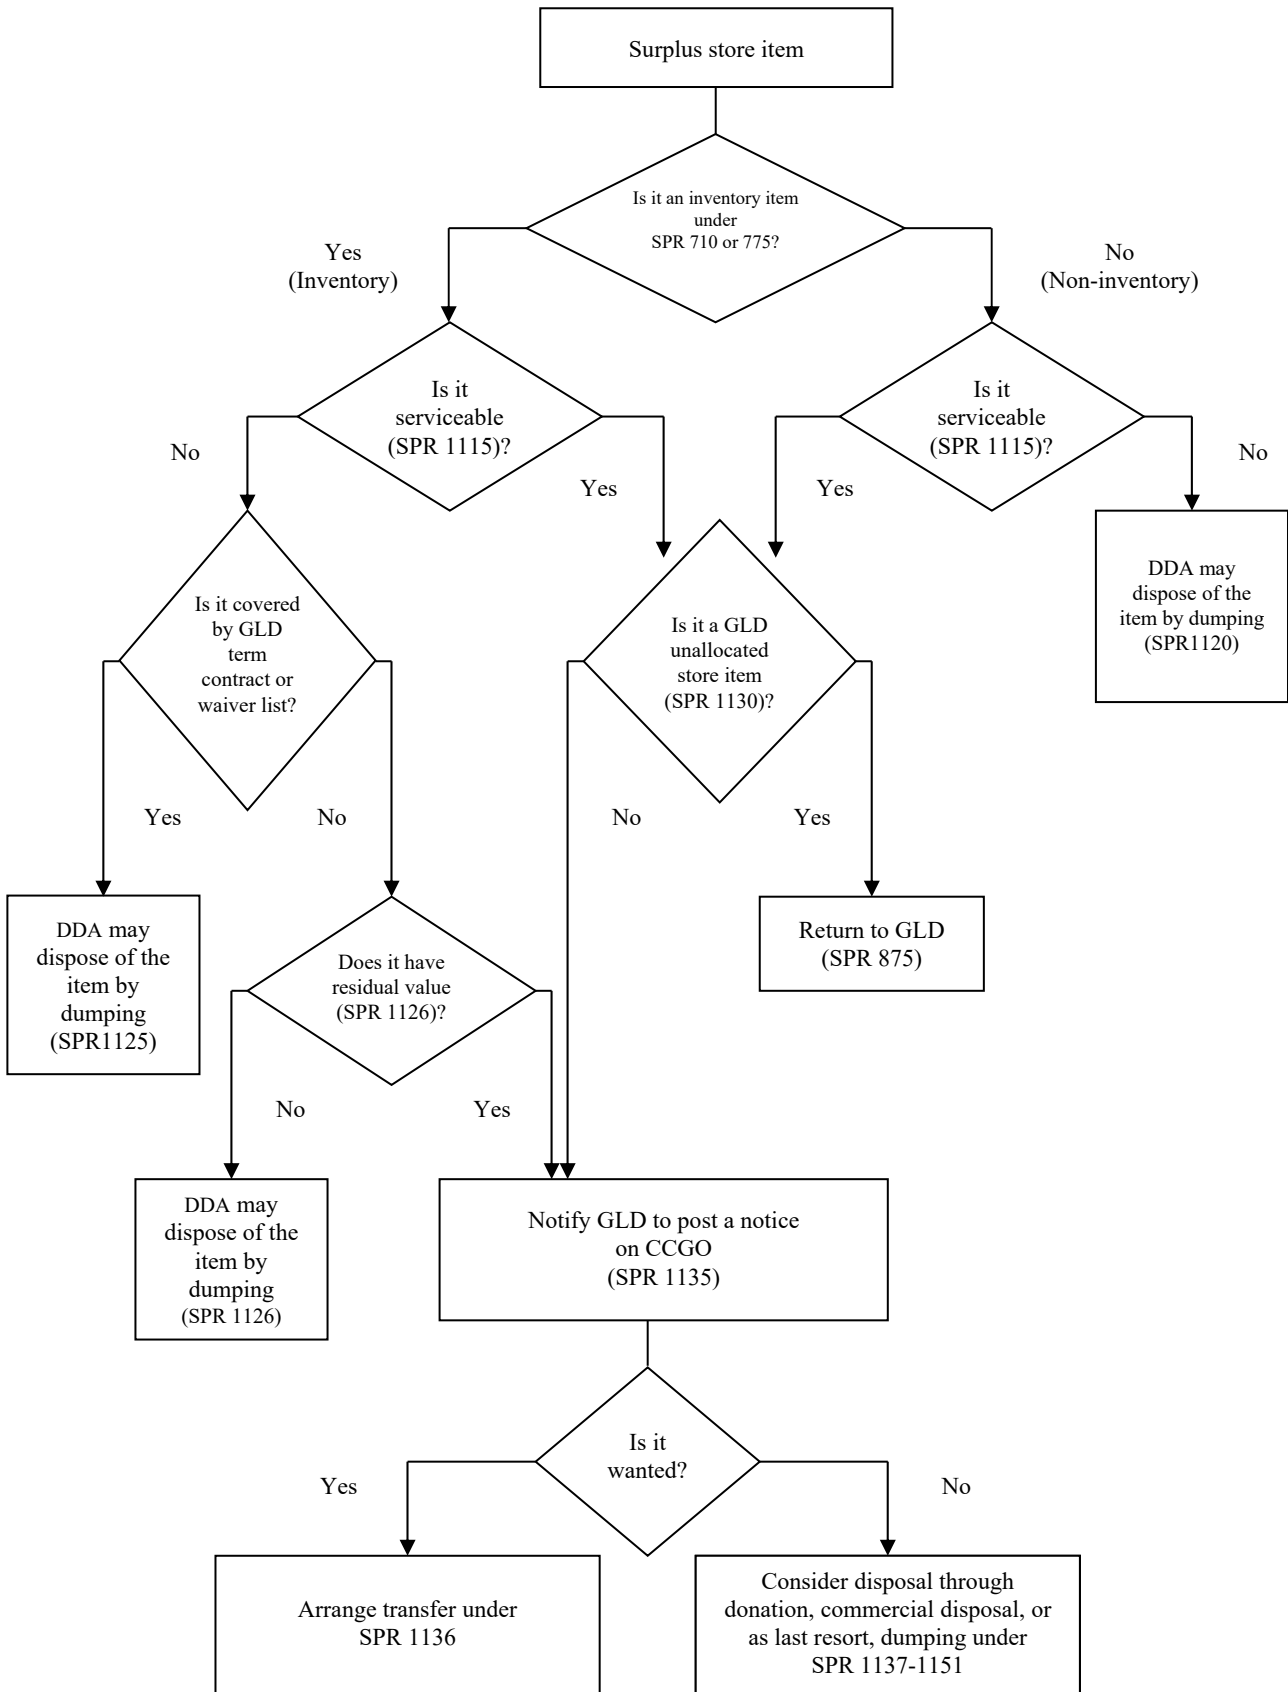 Surplus store item
Is it an inventory item
under
SPR 710 or 775?
Yes
(Inventory)
No
(Non-inventory)
Is it
serviceable
(SPR 1115)?
Is it
serviceable
(SPR 1115)?
No
Yes
Yes
No
Is it covered
by GLD
term
contract or
waiver list?
Is it a GLD
unallocated
store item
(SPR 1130)?
DDA may
dispose of the
item by dumping
(SPR1120)
Yes
No
No
Yes
DDA may
dispose of the
item by
dumping
(SPR1125)
Does it have
residual value
(SPR 1126)?
Return to GLD
(SPR 875)
No
Yes
DDA may
dispose of the
item by
dumping
(SPR 1126)
Notify GLD to post a notice
on CCGO
(SPR 1135)
Is it
wanted?
Yes
No
Arrange transfer under
SPR 1136
Consider disposal through
donation, commercial disposal, or
as last resort, dumping under
SPR 1137-1151